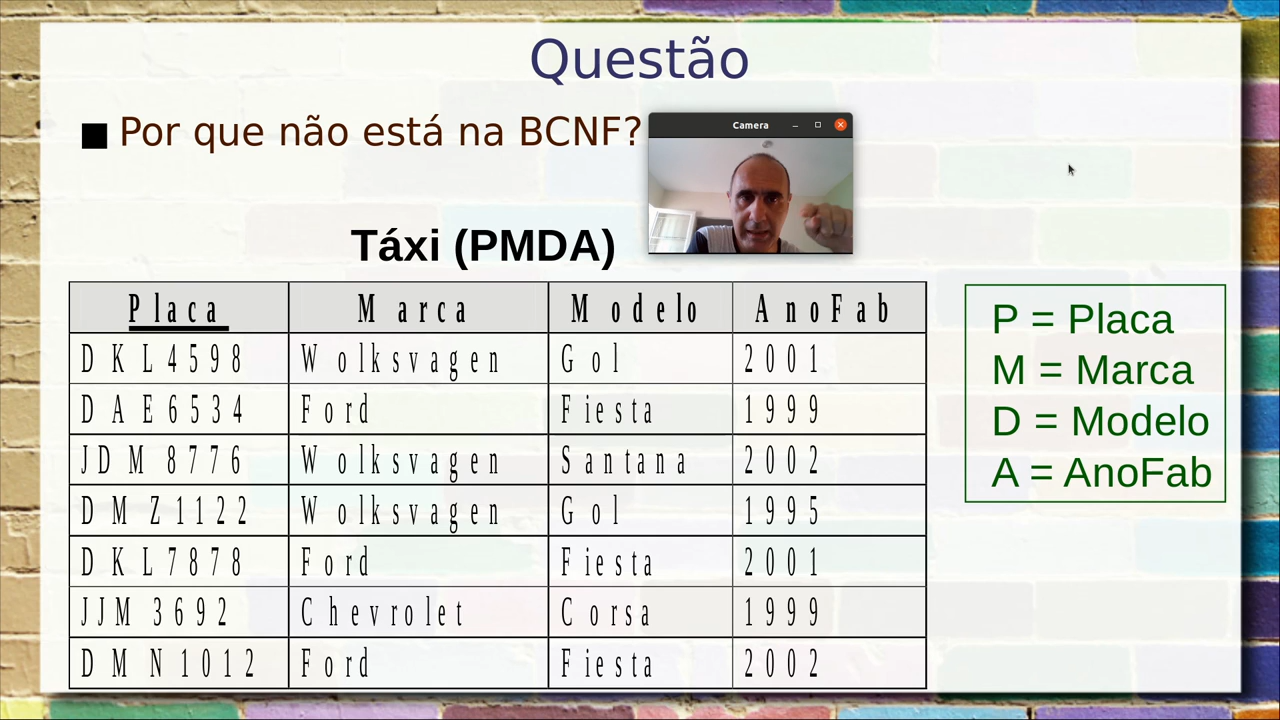 Questão
Por que não está na BCNF?
Camera
Táxi (PMDA)
Placa Marca Modelo AnoFab
DKL4598 Wolksvagen Gol 2001
DAE6534 Ford Fiesta 1999
JDM8776 Wolksvagen Santana 2002
DMZ1122 Wolksvagen Gol 1995
DKL7878 Ford Fiesta 2001
JJM3692 Chevrolet Corsa 1999
DMN1012 Ford Fiesta 2002
P = Placa
M = Marca
D = Modelo
A = AnoFab